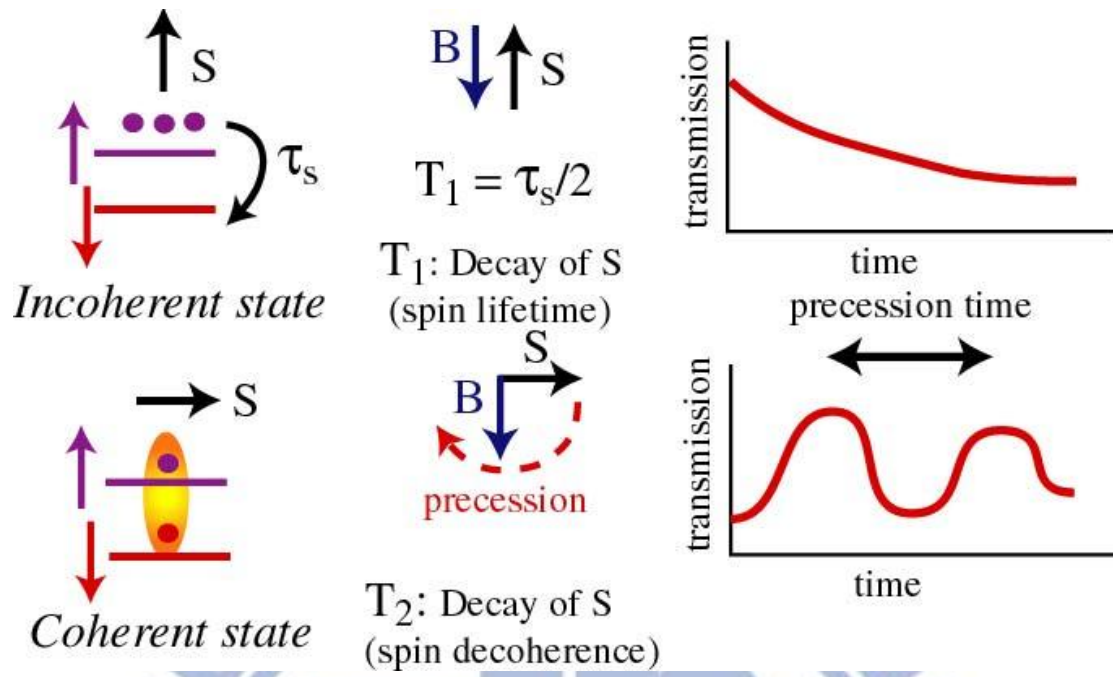 S
τs
Incoherent state
B
S
T1 = τs/2
T1: Decay of S
(spin lifetime)
transmission
time
precession time
S
Coherent state
S
B
precession
T2: Decay of S
(spin decoherence)
transmission
time